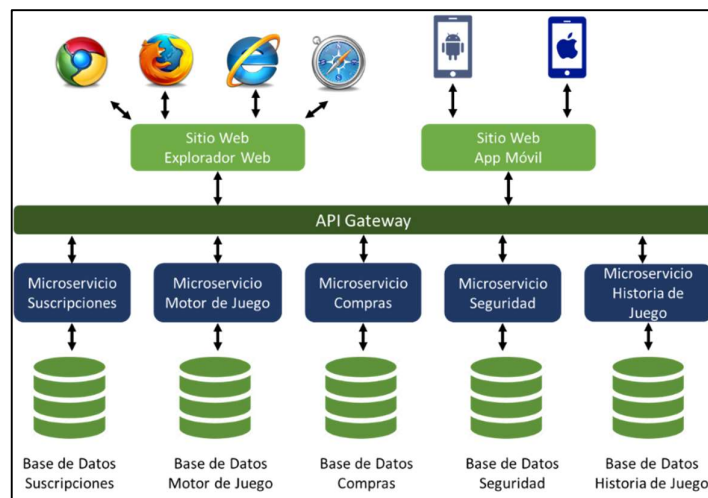 Sitio Web
Explorador Web
Sitio Web
App Móvil
API Gateway
Microservicio
Suscripciones
Microservicio
Motor de Juego
Microservicio
Compras
Microservicio
Seguridad
Microservicio
Historia de
Juego
Base de Datos
Suscripciones
Base de Datos
Motor de Juego
Base de Datos
Compras
Base de Datos
Seguridad
Base de Datos
Historia de Juego